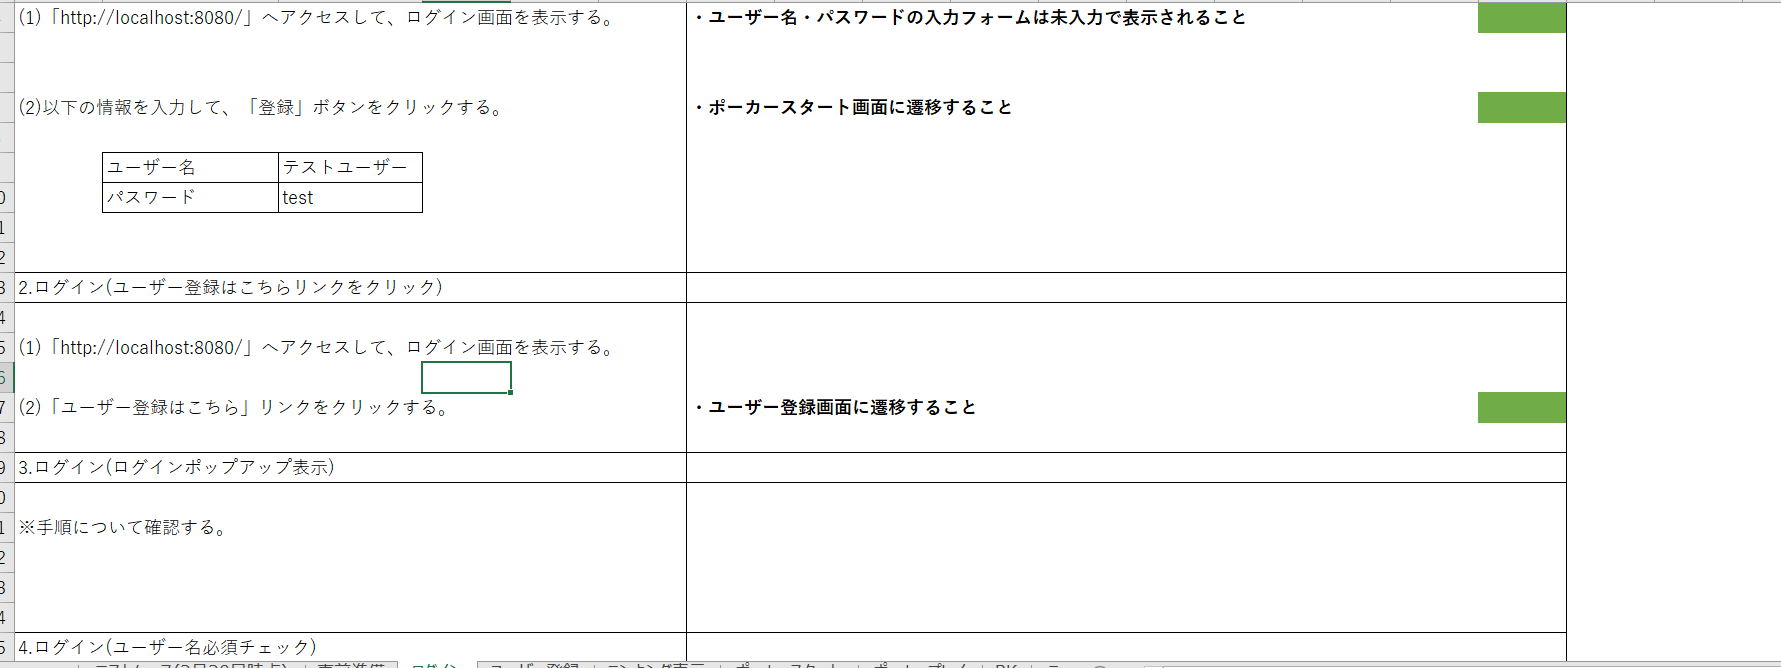 (1)「http://localhost:8080/」へアクセスして、ログイン画面を表示する。
・ユーザー名・パスワードの入力フォームは未入力で表示されること
(2)以下の情報を入力して、「登録」ボタンをクリックする。
・ポーカースタート画面に遷移すること
ユーザー名 テストユーザー
パスワード test
2.ログイン(ユーザー登録はこちらリンクをクリック)
(1)「http://localhost:8080/」へアクセスして、ログイン画面を表示する。
(2)「ユーザー登録はこちら」リンクをクリックする。
・ユーザー登録画面に遷移すること
3.ログイン(ログインポップアップ表示)
※手順について確認する。
4.ログイン(ユーザー名必須チェック)